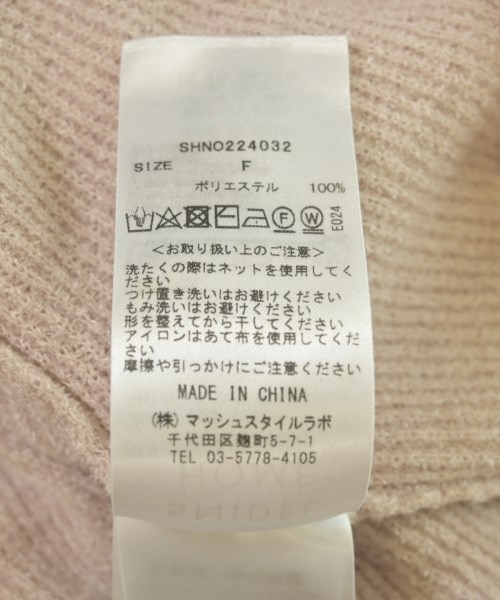 SHNO224032
SIZE F
ポリエステル 100%
F W E024
＜お取り扱い上のご注意＞
洗たくの際はネットを使用してく
ださい
つけ置き洗いはお避けください
もみ洗いはお避けください
形を整えてから干してください
アイロンはあて布を使用してくだ
さい
摩擦や引っかけにご注意ください
MADE IN CHINA
(株) マッシュスタイルラボ
千代田区麹町5-7-1
TEL 03-5778-4105